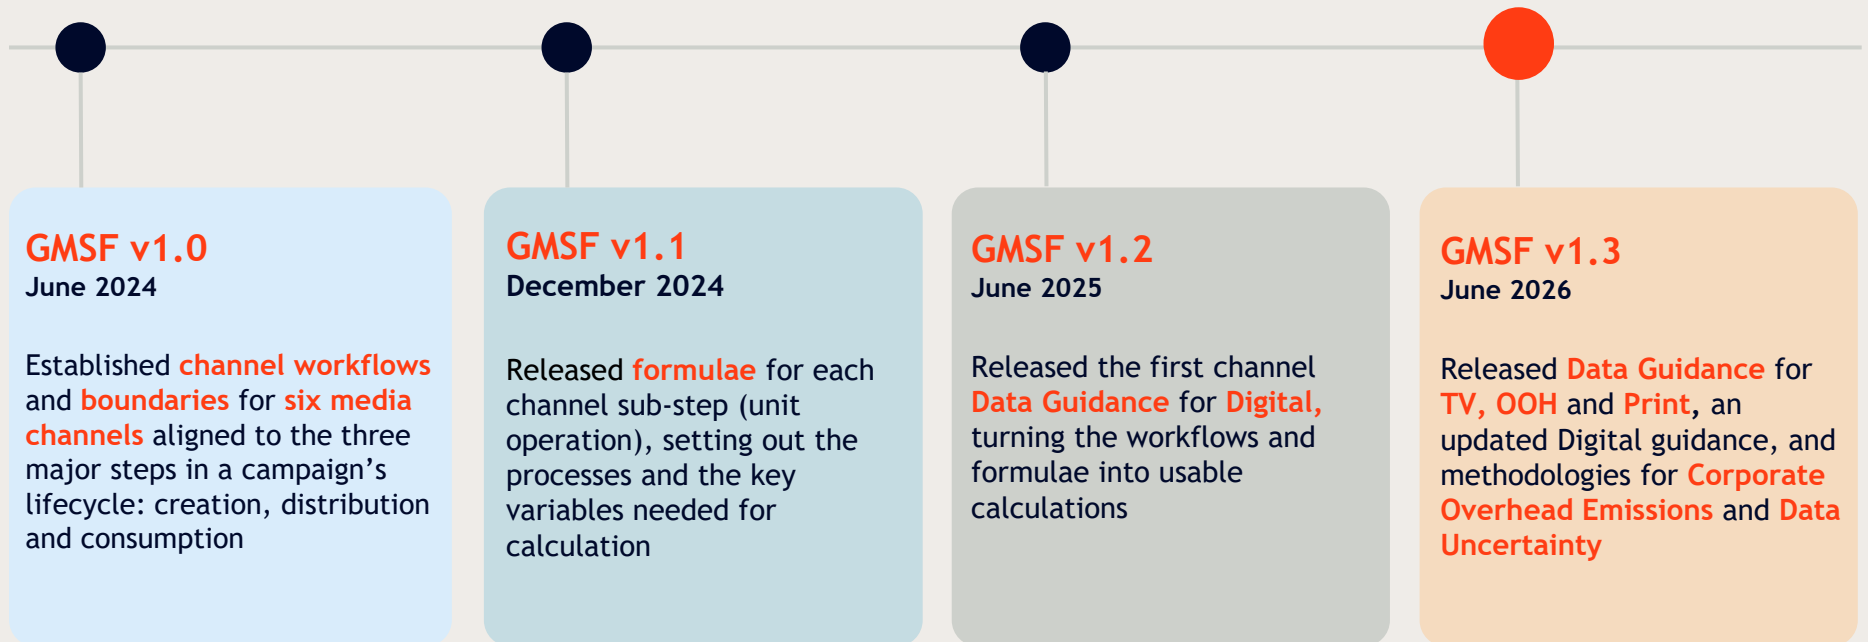 GMSF v1.0
June 2024
Established channel workflows
and boundaries for six media
channels aligned to the three
major steps in a campaign’s
lifecycle: creation, distribution
and consumption
GMSF v1.1
December 2024
Released formulae for each
channel sub-step (unit
operation), setting out the
processes and the key
variables needed for
calculation
GMSF v1.2
June 2025
Released the first channel
Data Guidance for Digital,
turning the workflows and
formulae into usable
calculations
GMSF v1.3
June 2026
Released Data Guidance for
TV, OOH and Print, an
updated Digital guidance, and
methodologies for Corporate
Overhead Emissions and Data
Uncertainty